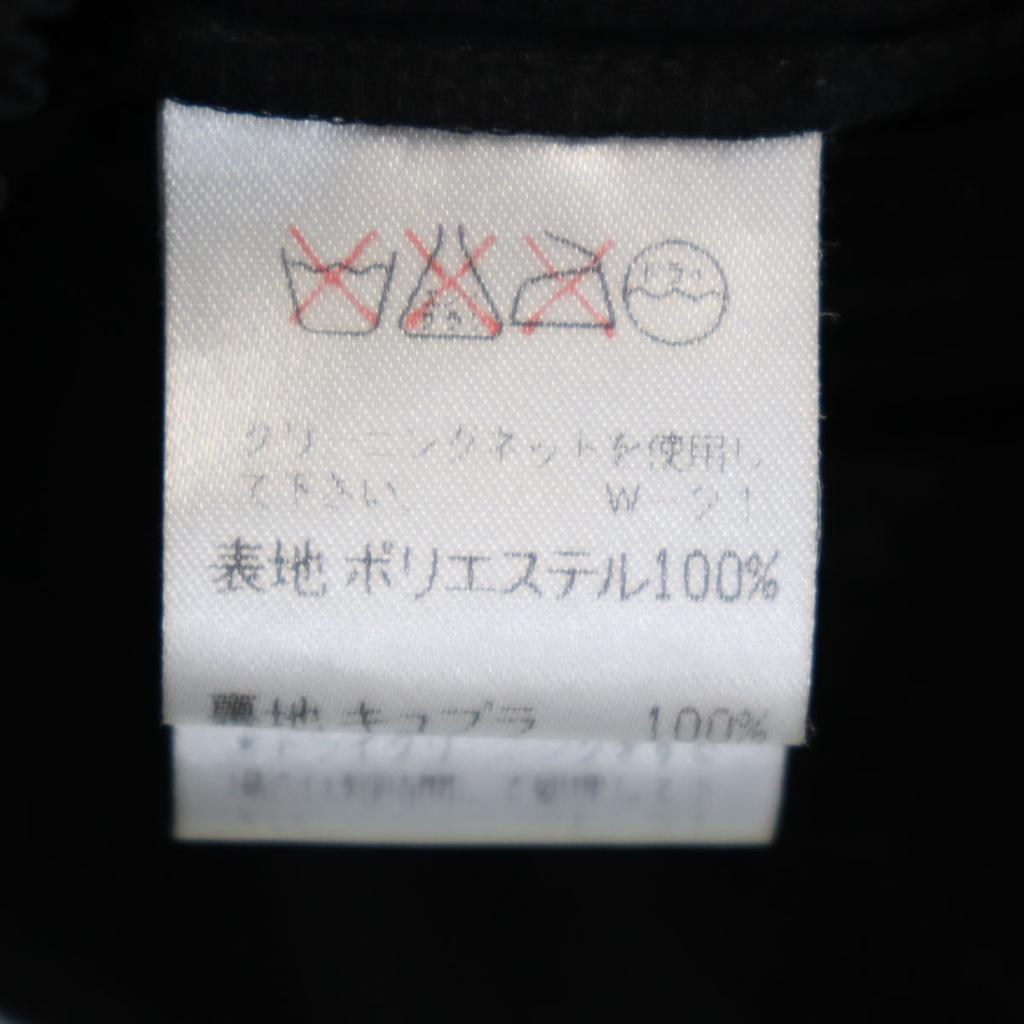 ドライ
クリーニングネットを使用し
て下さい。 W-21
表地 ポリエステル100%
裏地 キュプラ 100%